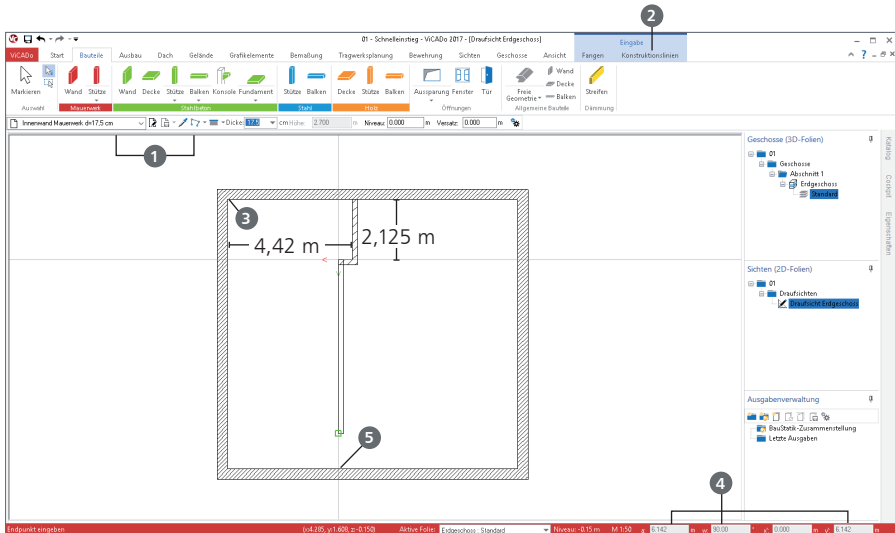 2
01 - Schnelleinstieg - ViCADo 2017 - [Draufsicht Erdgeschoss]
Eingabe
ViCADo Start Bauteile Ausbau Dach Gelände Grafikelemente Bemaßung Tragwerksplanung Bewehrung Sichten Geschosse Ansicht Fangen Konstruktionslinien
Markieren Wand Stütze Wand Decke Stütze Balken Konsole Fundament Stütze Balken Decke Stütze Balken Aussparung Fenster Tür Freie Geometrie Wand Decke Balken Streifen
Auswahl Mauerwerk Stahlbeton Stahl Holz Öffnungen Allgemeine Bauteile Dämmung
Innenwand Mauerwerk d=17,5 cm Dicke: 17.5 cm Höhe: 2.700 m Niveau: 0.000 m Versatz: 0.000 m
1
Geschosse (3D-Folien)
01
Geschosse
Abschnitt 1
Erdgeschoss
Standard
Katalog
Cockpit
Eigenschaften
3
4,42 m
2,125 m
Sichten (2D-Folien)
01
Draufsichten
Draufsicht Erdgeschoss
Ausgabenverwaltung
BauStatik-Zusammenstellung
Letzte Ausgaben
5
4
Endpunkt eingeben (x:4.285, y:1.608, z:-0.150) Aktive Folie: Erdgeschoss : Standard Niveau: -0.15 m M 1:50 a: 6.142 m w: 90.00 ° x': 0.000 m y': 6.142 m